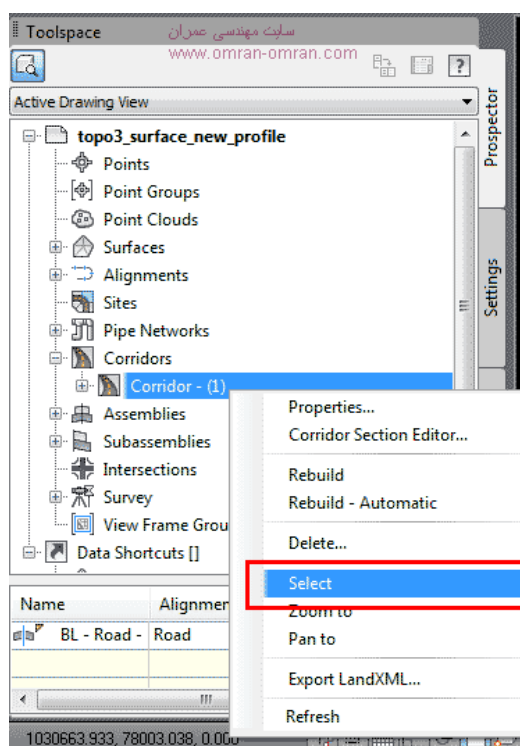 Toolspace
سایت مهندسی عمران
www.omran-omran.com
?
Active Drawing View
topo3_surface_new_profile
Points
Point Groups
Point Clouds
Surfaces
Alignments
Sites
Pipe Networks
Corridors
Corridor - (1)
Assemblies
Subassemblies
Intersections
Survey
View Frame Grou
Data Shortcuts []
Prospector
Settings
Properties...
Corridor Section Editor...
Rebuild
Rebuild - Automatic
Delete...
Select
Zoom to
Pan to
Export LandXML...
Refresh
Name Alignmen
BL - Road - Road
1030663.933, 78003.038, 0.000